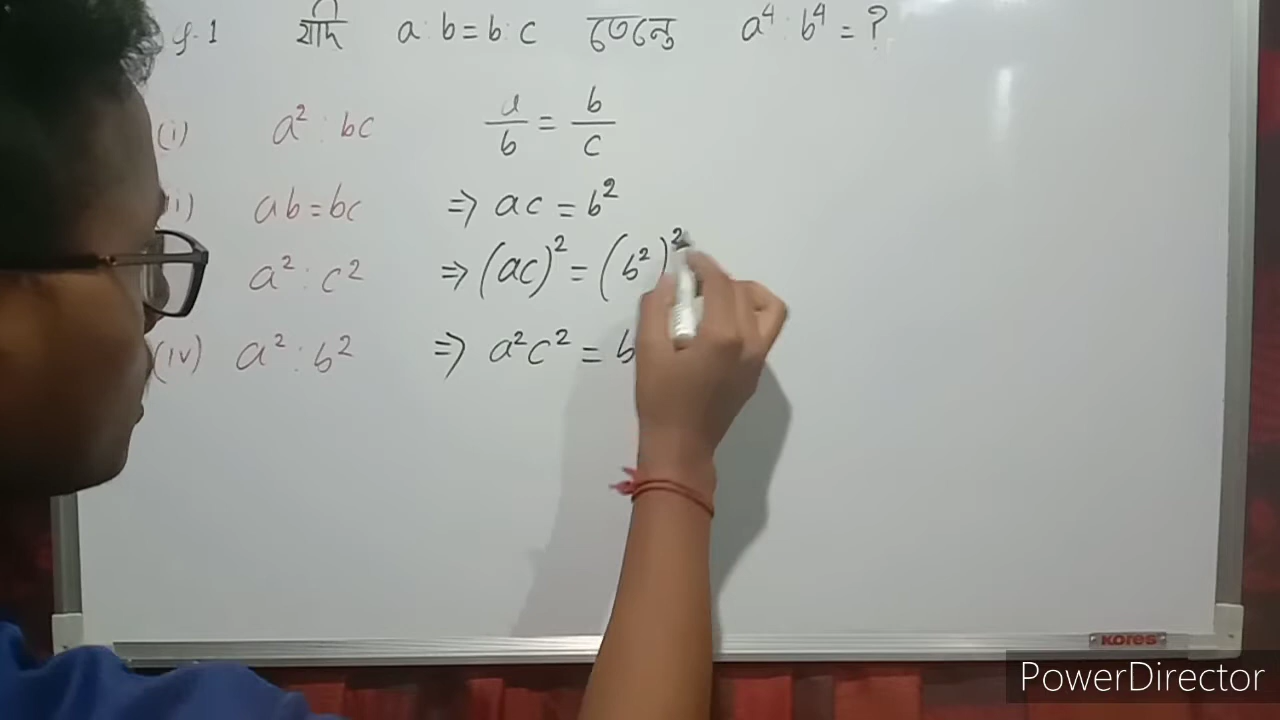 যদি a : b = b : c তেন্তে a⁴ : b⁴ = ?
(i) a² : bc a/b = b/c
ab = bc ⇒ ac = b²
a² : c² ⇒ (ac)² = (b²)²
(iv) a² : b² ⇒ a²c² = b
KORES
PowerDirector